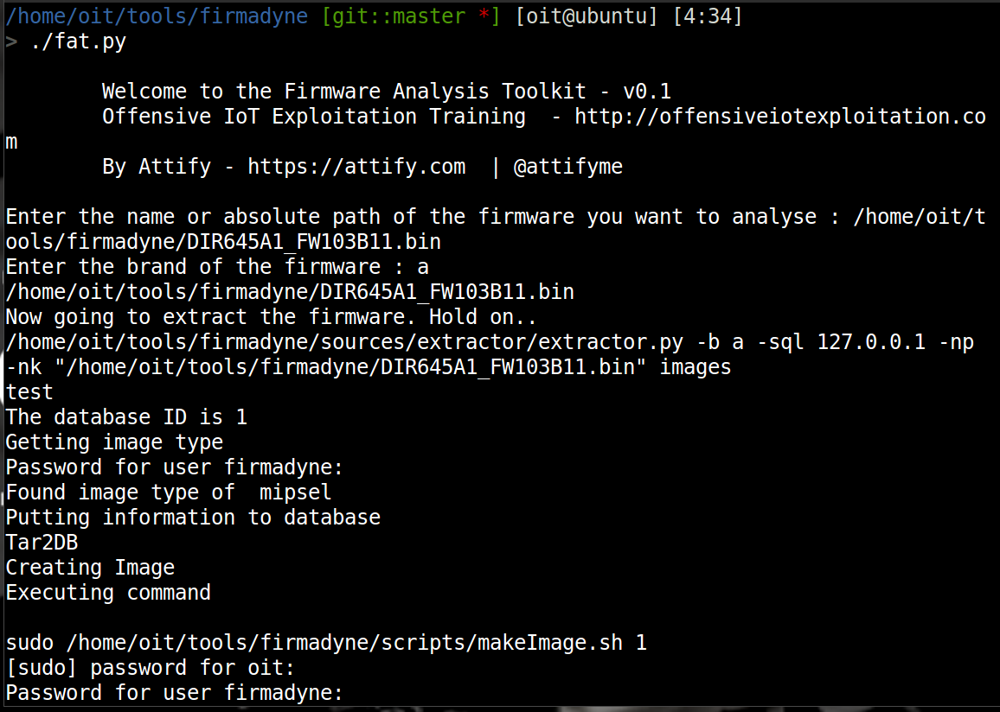 /home/oit/tools/firmadyne [git::master *] [oit@ubuntu] [4:34]
> ./fat.py
Welcome to the Firmware Analysis Toolkit - v0.1
Offensive IoT Exploitation Training  - http://offensiveiotexploitation.co
m
By Attify - https://attify.com  | @attifyme
Enter the name or absolute path of the firmware you want to analyse : /home/oit/t
ools/firmadyne/DIR645A1_FW103B11.bin
Enter the brand of the firmware : a
/home/oit/tools/firmadyne/DIR645A1_FW103B11.bin
Now going to extract the firmware. Hold on..
/home/oit/tools/firmadyne/sources/extractor/extractor.py -b a -sql 127.0.0.1 -np
-nk "/home/oit/tools/firmadyne/DIR645A1_FW103B11.bin" images
test
The database ID is 1
Getting image type
Password for user firmadyne:
Found image type of  mipsel
Putting information to database
Tar2DB
Creating Image
Executing command
sudo /home/oit/tools/firmadyne/scripts/makeImage.sh 1
[sudo] password for oit:
Password for user firmadyne: